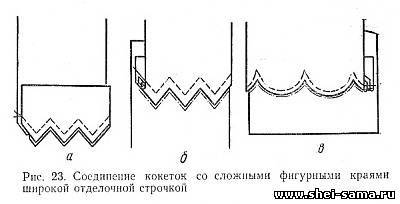 а б в
Рис. 23. Соединение кокеток со сложными фигурными краями
широкой отделочной строчкой
www.shei-sama.ru